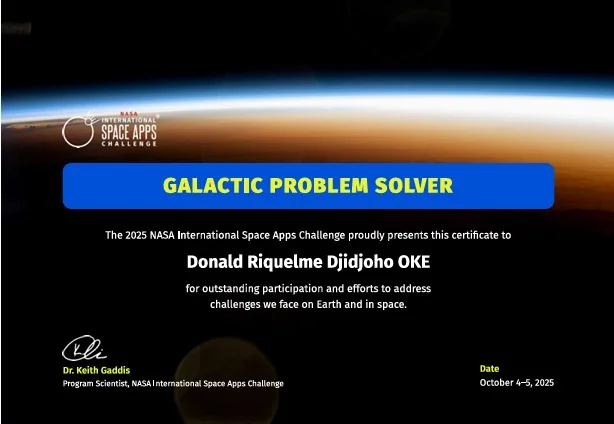 NASA
INTERNATIONAL
SPACE APPS
CHALLENGE
GALACTIC PROBLEM SOLVER
The 2025 NASA International Space Apps Challenge proudly presents this certificate to
Donald Riquelme Djidjoho OKE
for outstanding participation and efforts to address
challenges we face on Earth and in space.
Dr. Keith Gaddis
Program Scientist, NASA International Space Apps Challenge
Date
October 4–5, 2025